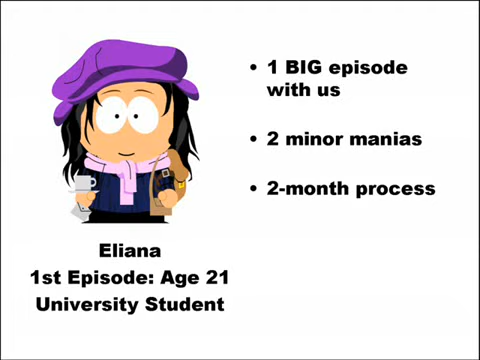 • 1 BIG episode
with us
• 2 minor manias
• 2-month process
Eliana
1st Episode: Age 21
University Student